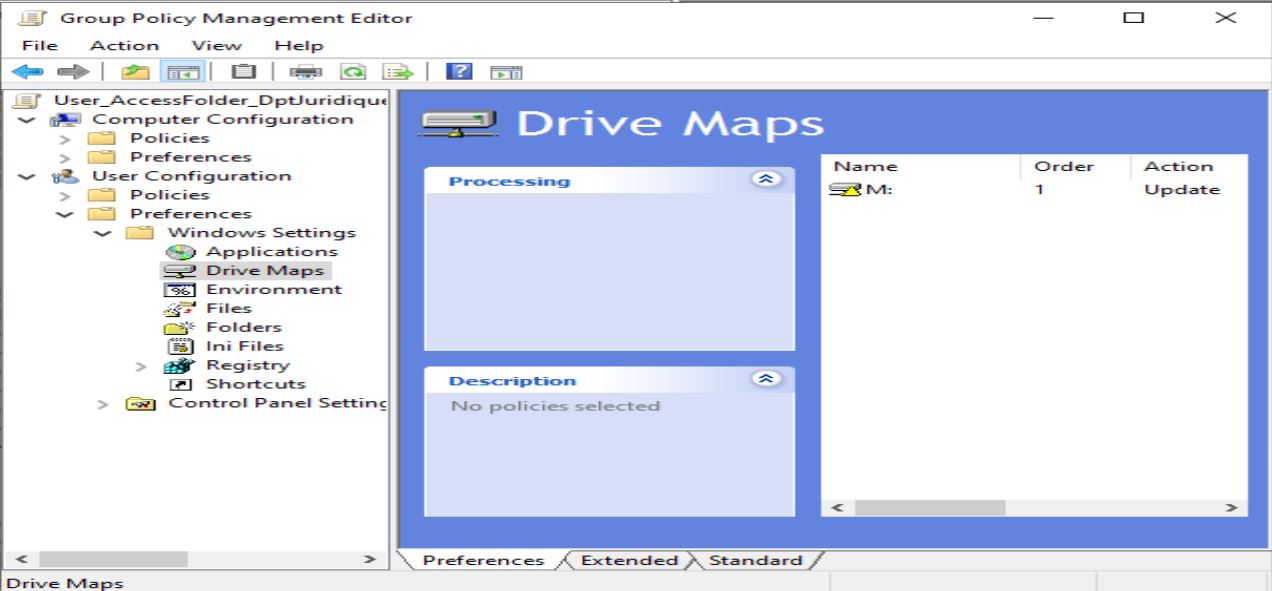 Group Policy Management Editor
File Action View Help
User_AccessFolder_DptJuridique
Computer Configuration
Policies
Preferences
User Configuration
Policies
Preferences
Windows Settings
Applications
Drive Maps
Environment
Files
Folders
Ini Files
Registry
Shortcuts
Control Panel Setting
Drive Maps
Processing
Description
No policies selected
Name Order Action
M: 1 Update
Preferences Extended Standard
Drive Maps